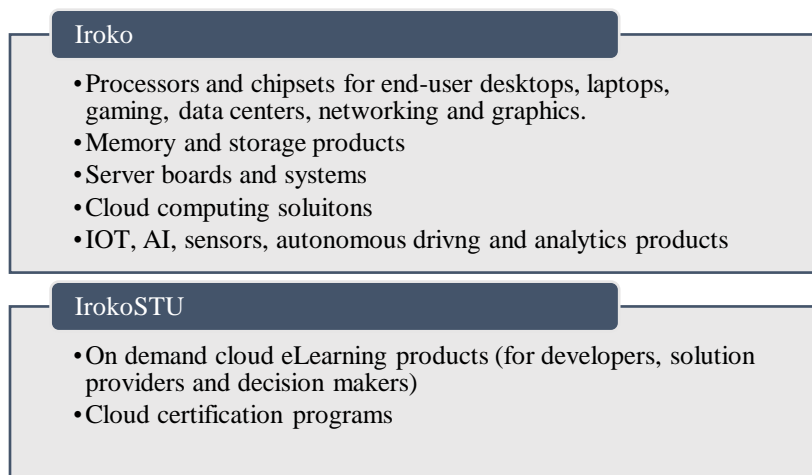 Iroko
•Processors and chipsets for end-user desktops, laptops,
gaming, data centers, networking and graphics.
•Memory and storage products
•Server boards and systems
•Cloud computing soluitons
•IOT, AI, sensors, autonomous drivng and analytics products
IrokoSTU
•On demand cloud eLearning products (for developers, solution
providers and decision makers)
•Cloud certification programs